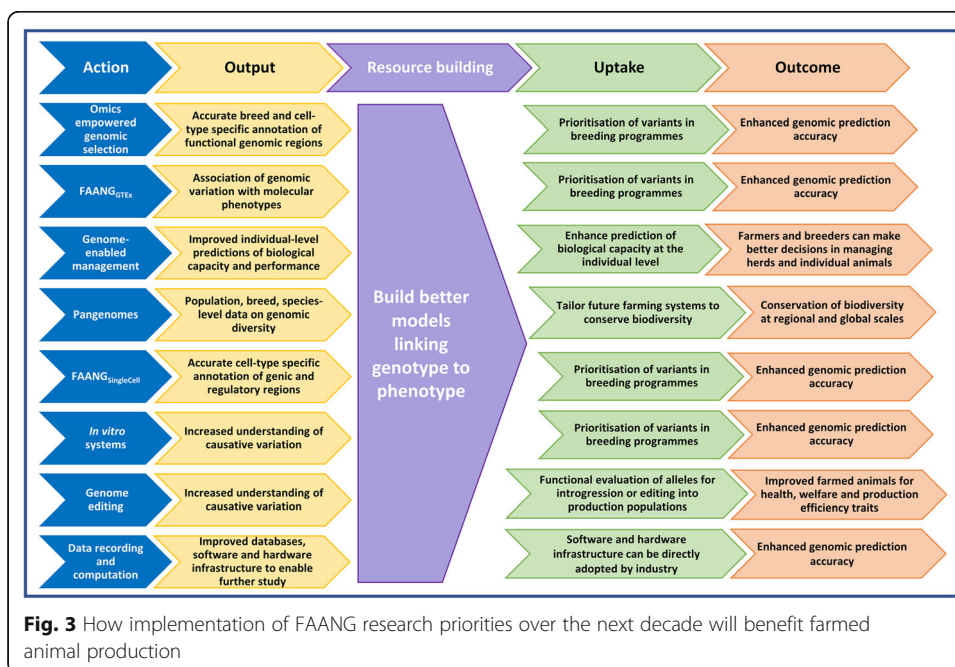 Action
Output
Resource building
Uptake
Outcome
Omics
empowered
genomic
selection
Accurate breed and cell-
type specific annotation of
functional genomic regions
Prioritisation of variants in
breeding programmes
Enhanced genomic prediction
accuracy
FAANGGTEx
Association of genomic
variation with molecular
phenotypes
Prioritisation of variants in
breeding programmes
Enhanced genomic prediction
accuracy
Genome-
enabled
management
Improved individual-level
predictions of biological
capacity and performance
Enhance prediction of
biological capacity at the
individual level
Farmers and breeders can make
better decisions in managing
herds and individual animals
Build better
models
linking
genotype to
phenotype
Pangenomes
Population, breed, species-
level data on genomic
diversity
Tailor future farming systems to
conserve biodiversity
Conservation of biodiversity
at regional and global scales
FAANGSingleCell
Accurate cell-type specific
annotation of genic and
regulatory regions
Prioritisation of variants in
breeding programmes
Enhanced genomic prediction
accuracy
In vitro
systems
Increased understanding of
causative variation
Prioritisation of variants in
breeding programmes
Enhanced genomic prediction
accuracy
Genome
editing
Increased understanding of
causative variation
Functional evaluation of alleles for
introgression or editing into
production populations
Improved farmed animals for
health, welfare and production
efficiency traits
Data recording
and
computation
Improved databases,
software and hardware
infrastructure to enable
further study
Software and hardware
infrastructure can be directly
adopted by industry
Enhanced genomic prediction
accuracy
Fig. 3 How implementation of FAANG research priorities over the next decade will benefit farmed
animal production